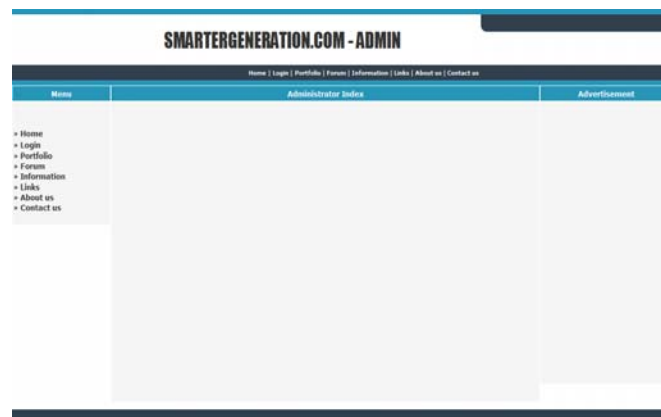 SMARTERGENERATION.COM - ADMIN
Home | Login | Portfolio | Forum | Information | Links | About us | Contact us
Menu
Administrator Index
Advertisement
» Home
» Login
» Portfolio
» Forum
» Information
» Links
» About us
» Contact us